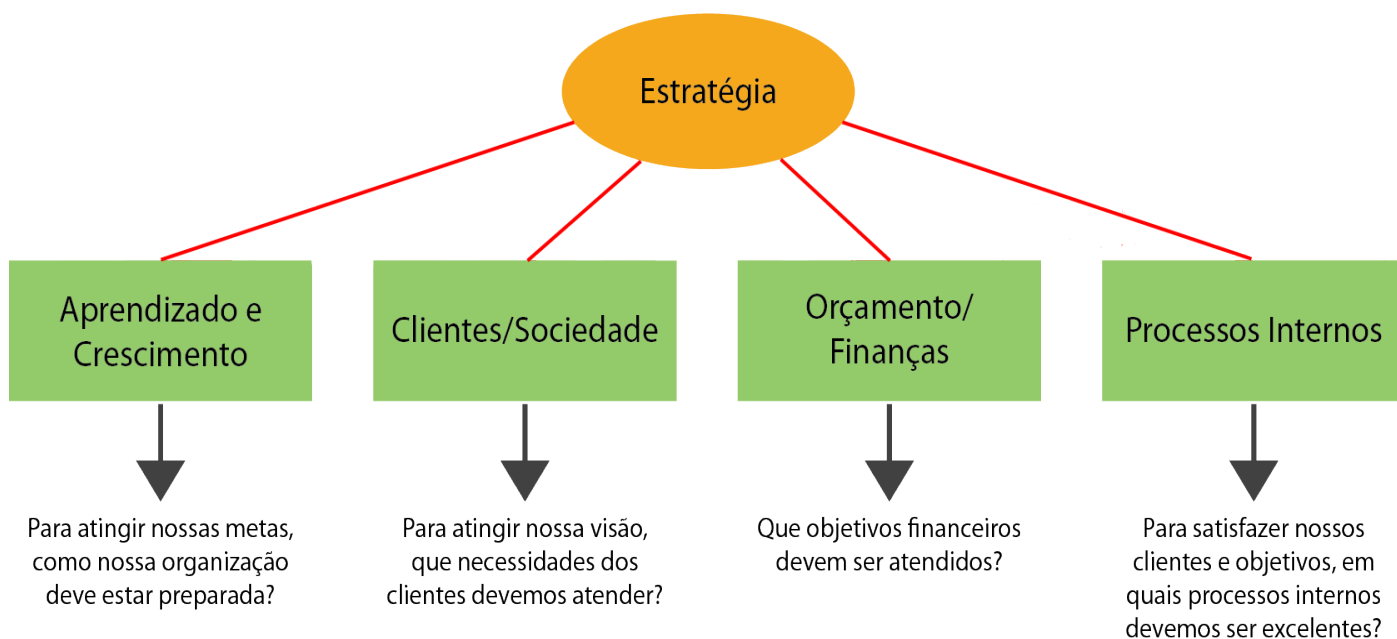 Estratégia
Aprendizado e
Crescimento
Clientes/Sociedade
Orçamento/
Finanças
Processos Internos
Para atingir nossas metas,
como nossa organização
deve estar preparada?
Para atingir nossa visão,
que necessidades dos
clientes devemos atender?
Que objetivos financeiros
devem ser atendidos?
Para satisfazer nossos
clientes e objetivos, em
quais processos internos
devemos ser excelentes?